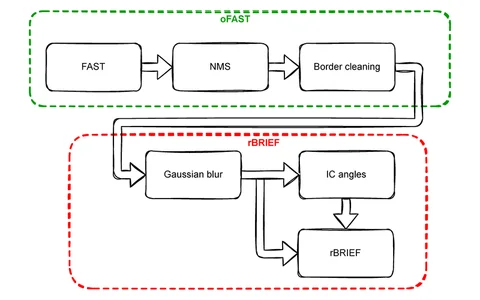 oFAST
FAST
NMS
Border cleaning
rBRIEF
Gaussian blur
IC angles
rBRIEF